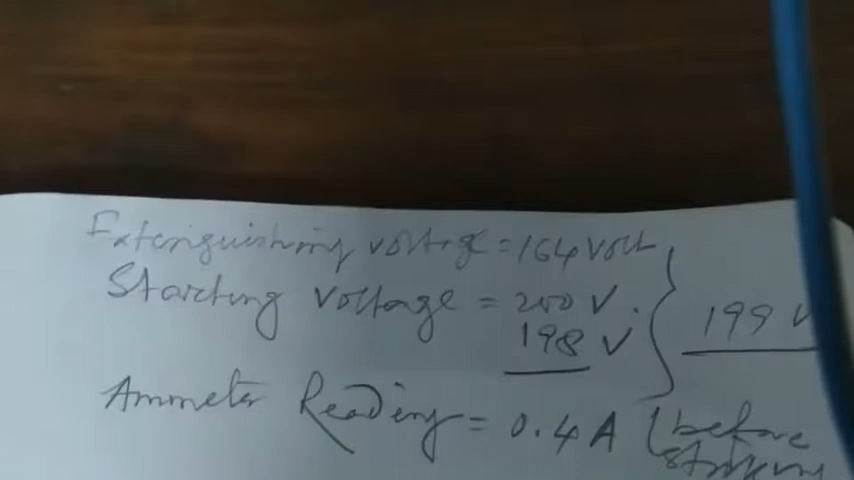 Extinguishing voltage = 164 volt
Starting voltage = 200 V.
198 V
199 V
Ammeter Reading = 0.4 A (before